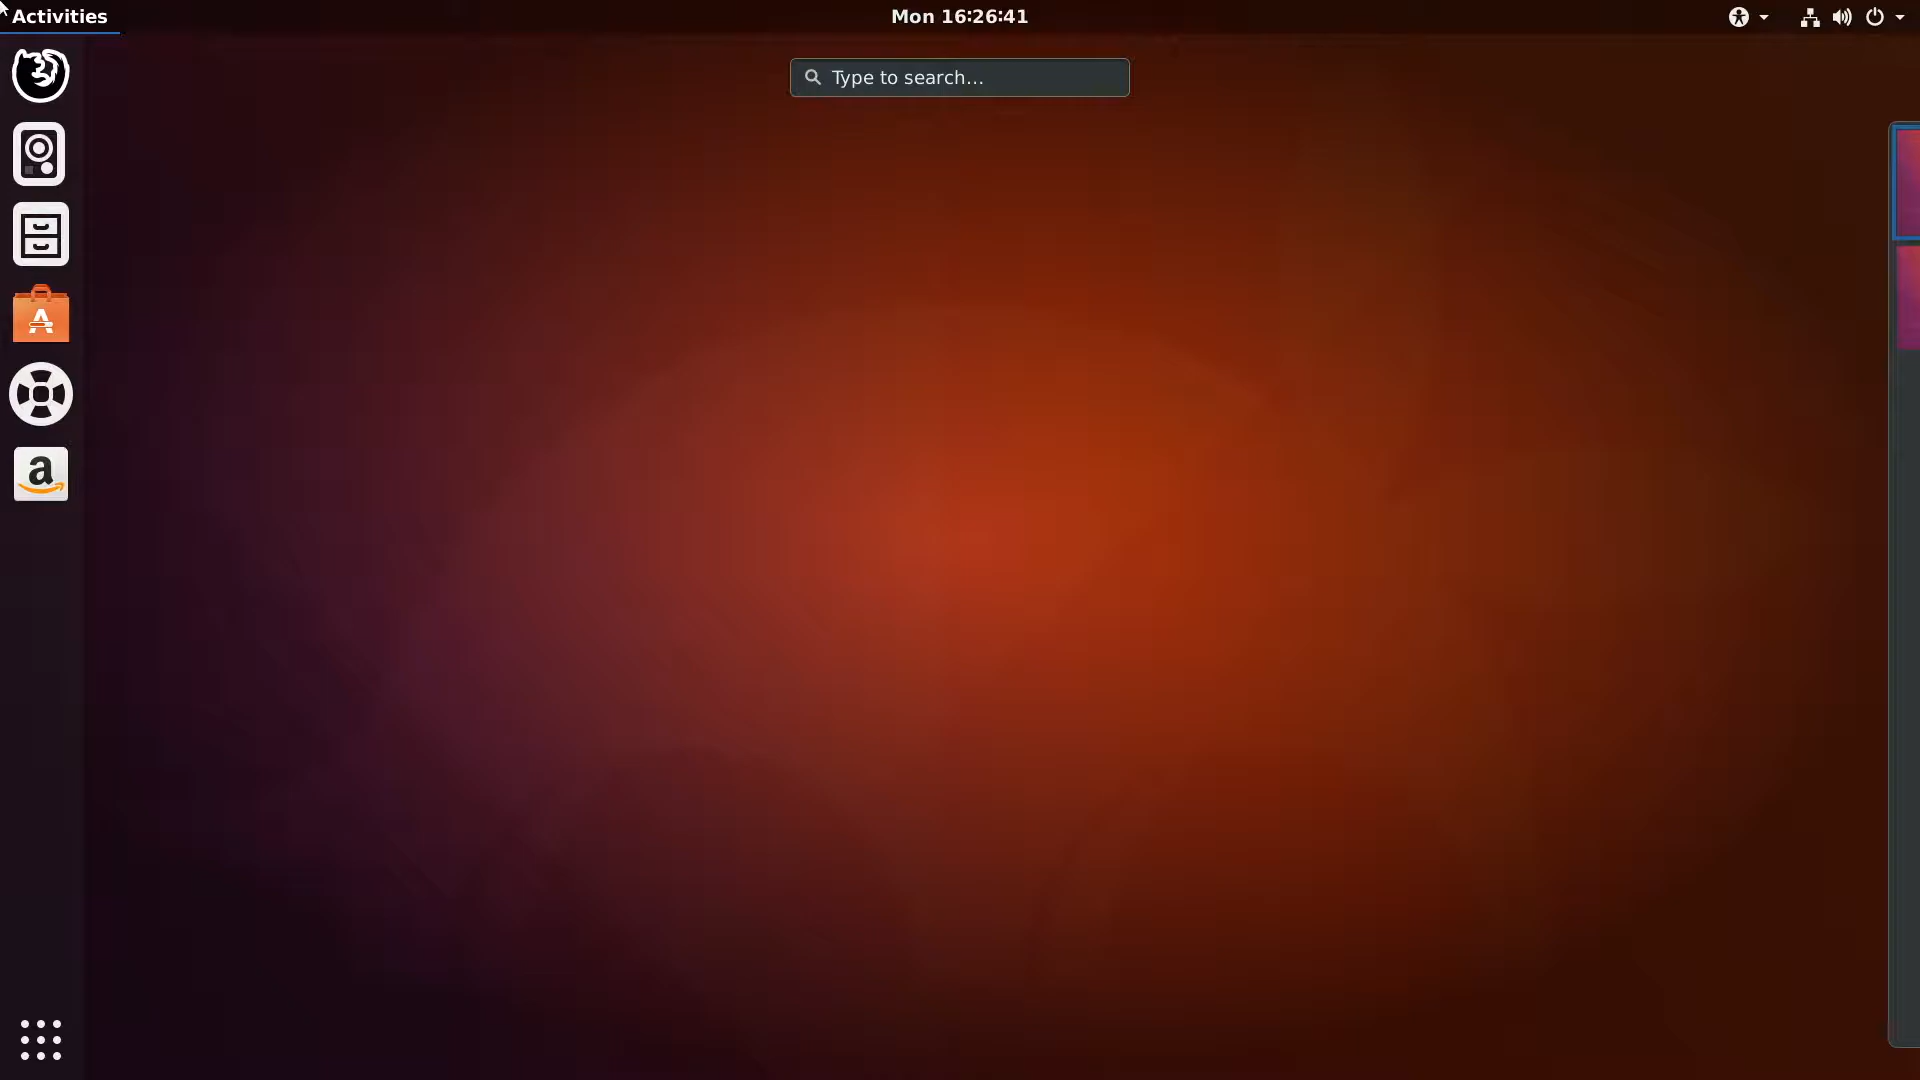 Activities
Mon 16:26:41
Type to search…
A
a